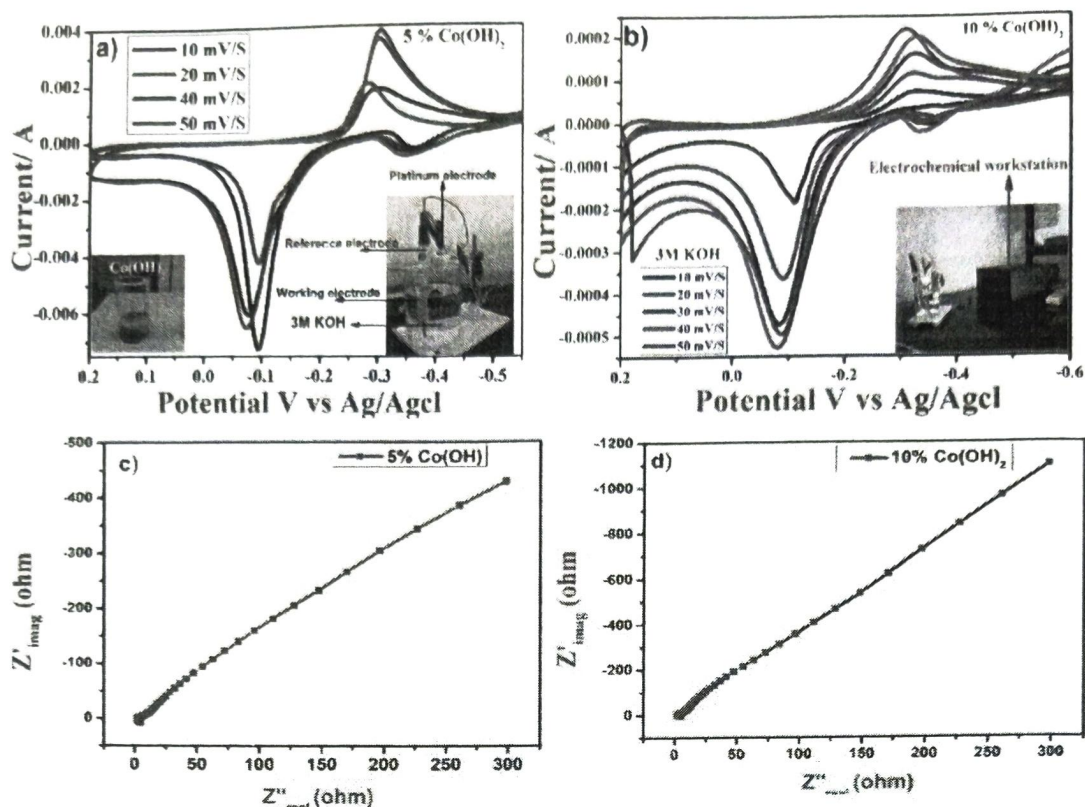 a)
5 % Co(OH)2
10 mV/S
20 mV/S
40 mV/S
50 mV/S
0.004
0.002
0.000
-0.002
-0.004
-0.006
Current/ A
Platinum electrode
Reference electrode
Working electrode
3M KOH
Co(OH)
0.2
0.1
0.0
-0.1
-0.2
-0.3
-0.4
-0.5
Potential V vs Ag/Agcl
b)
10 % Co(OH)2
0.0002
0.0001
0.0000
-0.0001
-0.0002
-0.0003
-0.0004
-0.0005
Current/ A
Electrochemical workstation
3M KOH
10 mV/S
20 mV/S
30 mV/S
40 mV/S
50 mV/S
0.2
0.0
-0.2
-0.4
-0.6
Potential V vs Ag/Agcl
c)
5% Co(OH)
-500
-400
-300
-200
-100
0
Z'imag (ohm
0
50
100
150
200
250
300
Z'' (ohm)
d)
10% Co(OH)2
-1200
-1000
-800
-600
-400
-200
0
Z'imag (ohm
0
50
100
150
200
250
300
Z'' (ohm)